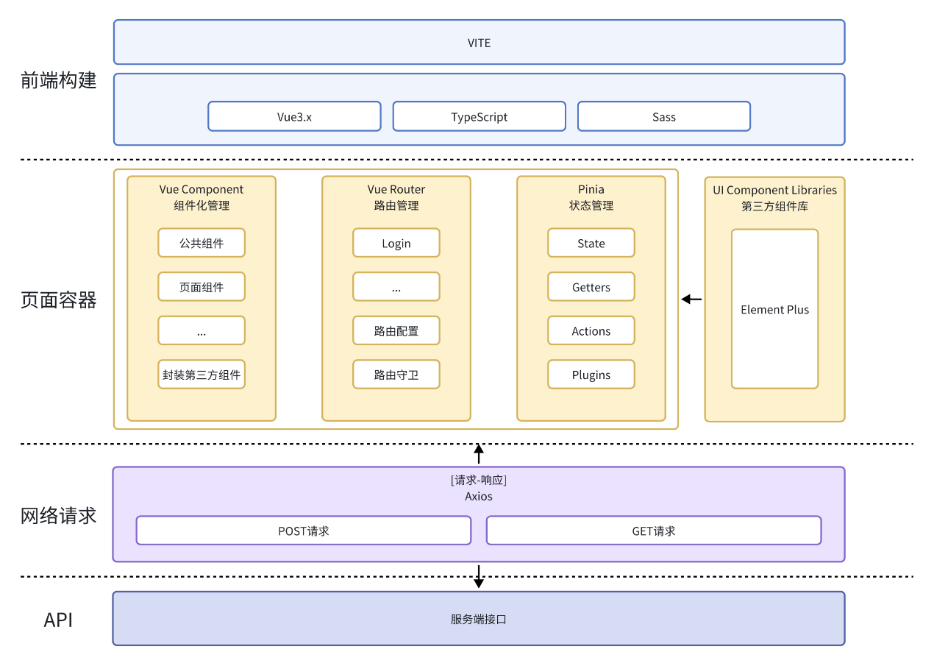 前端构建
VITE
Vue3.x
TypeScript
Sass
页面容器
Vue Component
组件化管理
公共组件
页面组件
...
封装第三方组件
Vue Router
路由管理
Login
...
路由配置
路由守卫
Pinia
状态管理
State
Getters
Actions
Plugins
UI Component Libraries
第三方组件库
Element Plus
网络请求
[请求-响应]
Axios
POST请求
GET请求
API
服务端接口